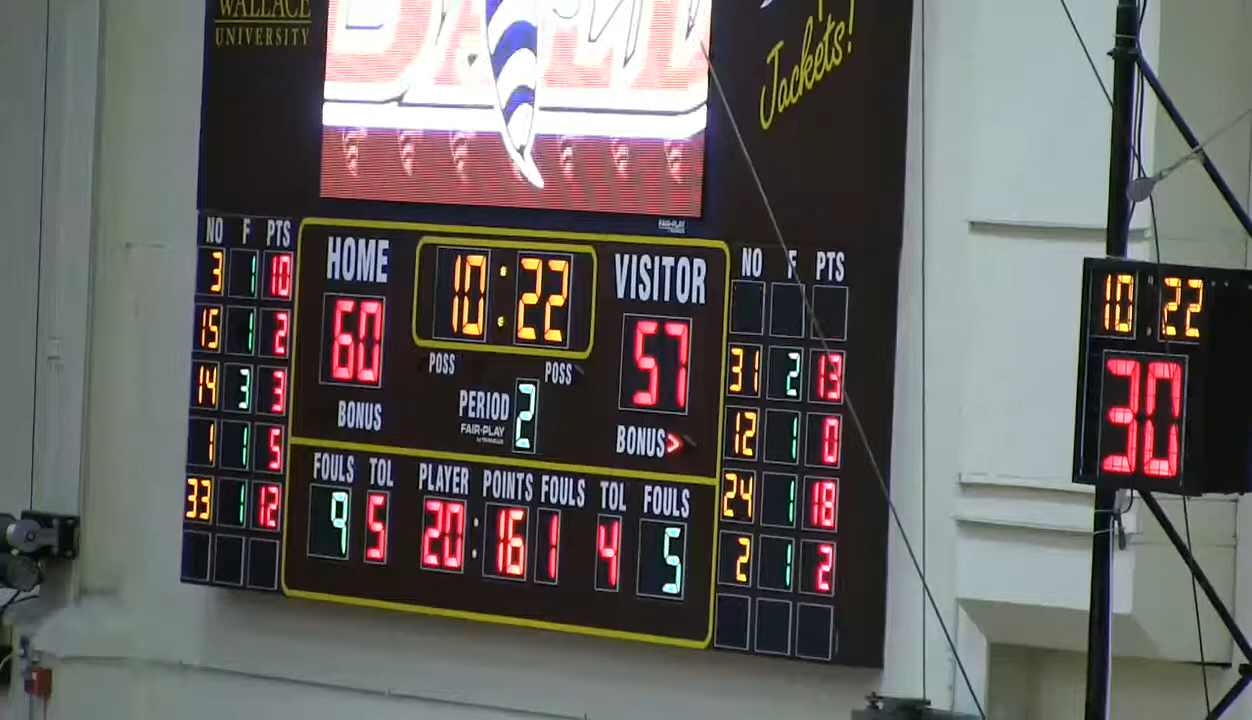 WALLACE
UNIVERSITY
Jackets!
FAIR-PLAY
NO F PTS
3 1 10
15 1 2
14 3 3
1 1 5
33 1 12
HOME
60
BONUS
10:22
POSS POSS
PERIOD 2
FAIR-PLAY
VISITOR
57
BONUS>
FOULS TOL PLAYER POINTS FOULS TOL FOULS
9 5 20 : 16 1 4 5
NO F PTS
31 2 13
12 1 0
24 1 18
2 1 2
10:22
30